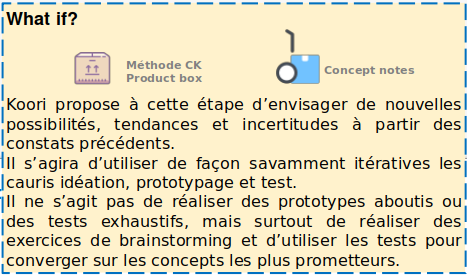 What if?
Méthode CK
Product box
Concept notes
Koori propose à cette étape d'envisager de nouvelles
possibilités, tendances et incertitudes à partir des
constats précédents.
Il s'agira d'utiliser de façon savamment itératives les
cauris idéation, prototypage et test.
Il ne s'agit pas de réaliser des prototypes aboutis ou
des tests exhaustifs, mais surtout de réaliser des
exercices de brainstorming et d'utiliser les tests pour
converger sur les concepts les plus prometteurs.